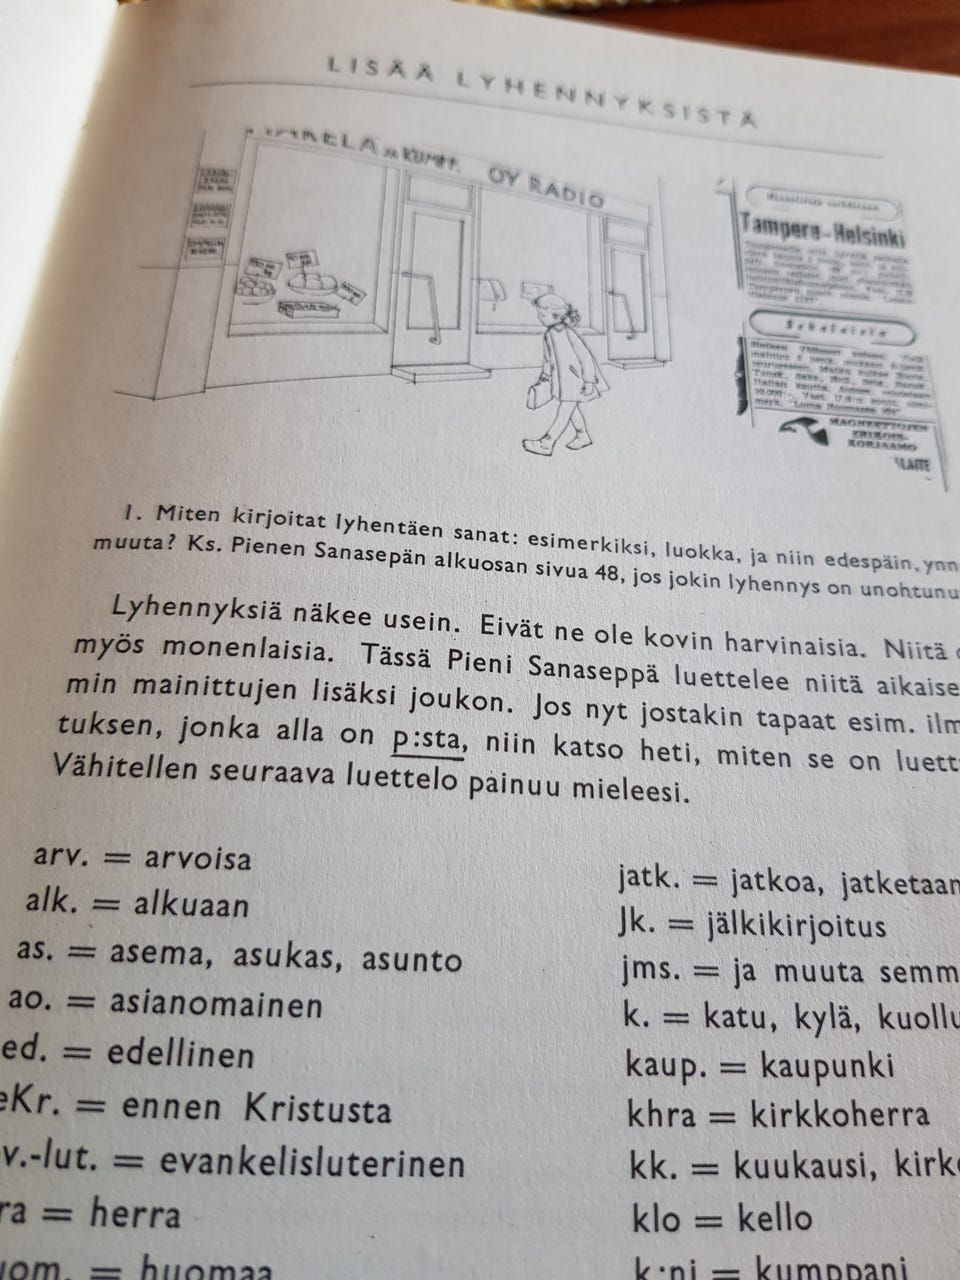 LISÄÄ LYHENNYKSISTÄ
OY RADIO
Tampere-Helsinki
MAGNEETTOJEN
ERIKOIS-
KORJAAMO
1. Miten kirjoitat lyhentäen sanat: esimerkiksi, luokka, ja niin edespäin, ynn
muuta? Ks. Pienen Sanasepän alkuosan sivua 48, jos jokin lyhennys on unohtunu
Lyhennyksiä näkee usein. Eivät ne ole kovin harvinaisia. Niitä
myös monenlaisia. Tässä Pieni Sanaseppä luettelee niitä aikaise
min mainittujen lisäksi joukon. Jos nyt jostakin tapaat esim. ilm
tuksen, jonka alla on p:sta, niin katso heti, miten se on luett
Vähitellen seuraava luettelo painuu mieleesi.
arv. = arvoisa
alk. = alkuaan
as. = asema, asukas, asunto
ao. = asianomainen
ed. = edellinen
eKr. = ennen Kristusta
v.-lut. = evankelisluterinen
ra = herra
uom. = huomaa
jatk. = jatkoa, jatketaan
Jk. = jälkikirjoitus
jms. = ja muuta semm
k. = katu, kylä, kuollu
kaup. = kaupunki
khra = kirkkoherra
kk. = kuukausi, kirk
klo = kello
k:ni = kumppani